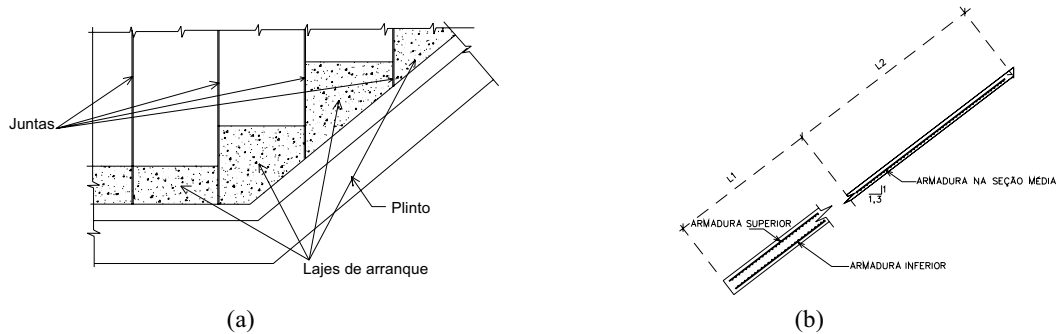 Juntas
Plinto
Lajes de arranque
(a)
L2
L1
ARMADURA NA SEÇÃO MÉDIA
1
1,3
ARMADURA SUPERIOR
ARMADURA INFERIOR
(b)